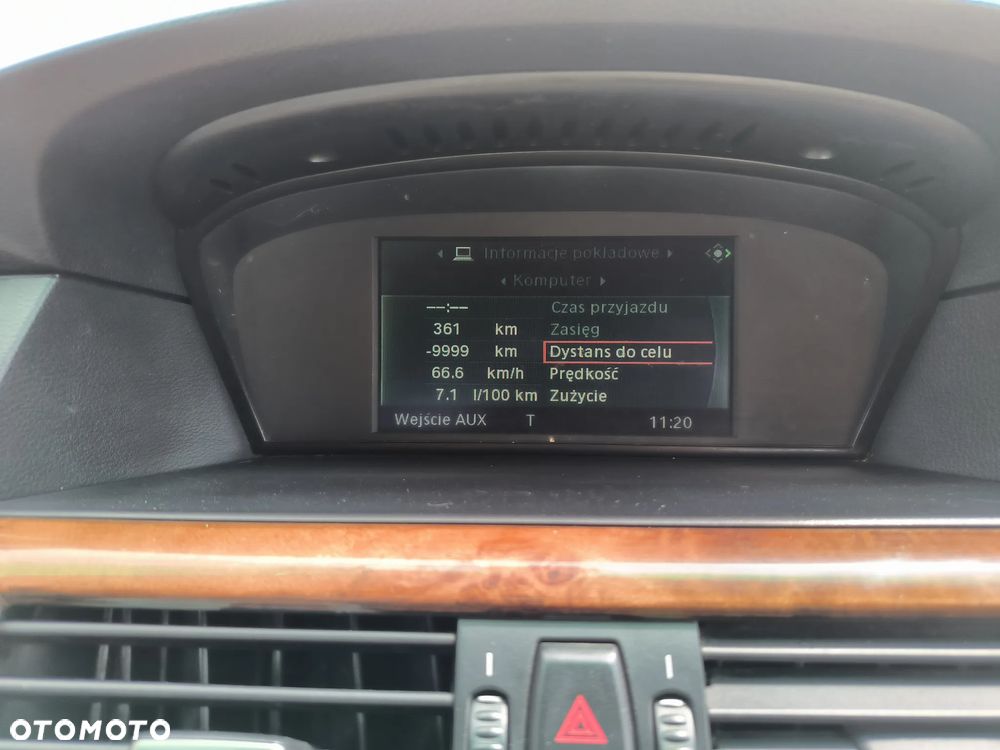 Informacje pokładowe
Komputer
--:-- Czas przyjazdu
361 km Zasięg
-9999 km Dystans do celu
66.6 km/h Prędkość
7.1 l/100 km Zużycie
Wejście AUX T 11:20
OTOMOTO